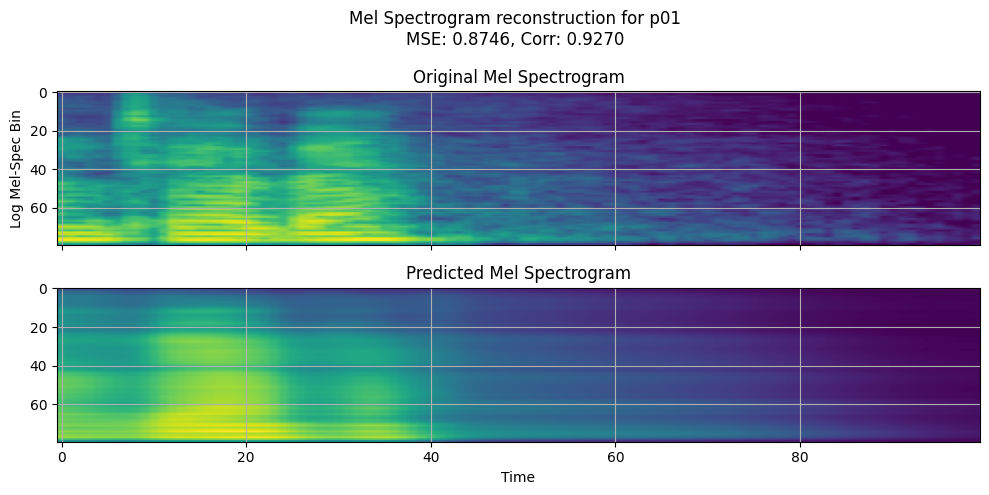 Mel Spectrogram reconstruction for p01
MSE: 0.8746, Corr: 0.9270
Original Mel Spectrogram
Log Mel-Spec Bin
0
20
40
60
Predicted Mel Spectrogram
0
20
40
60
0 20 40 60 80
Time